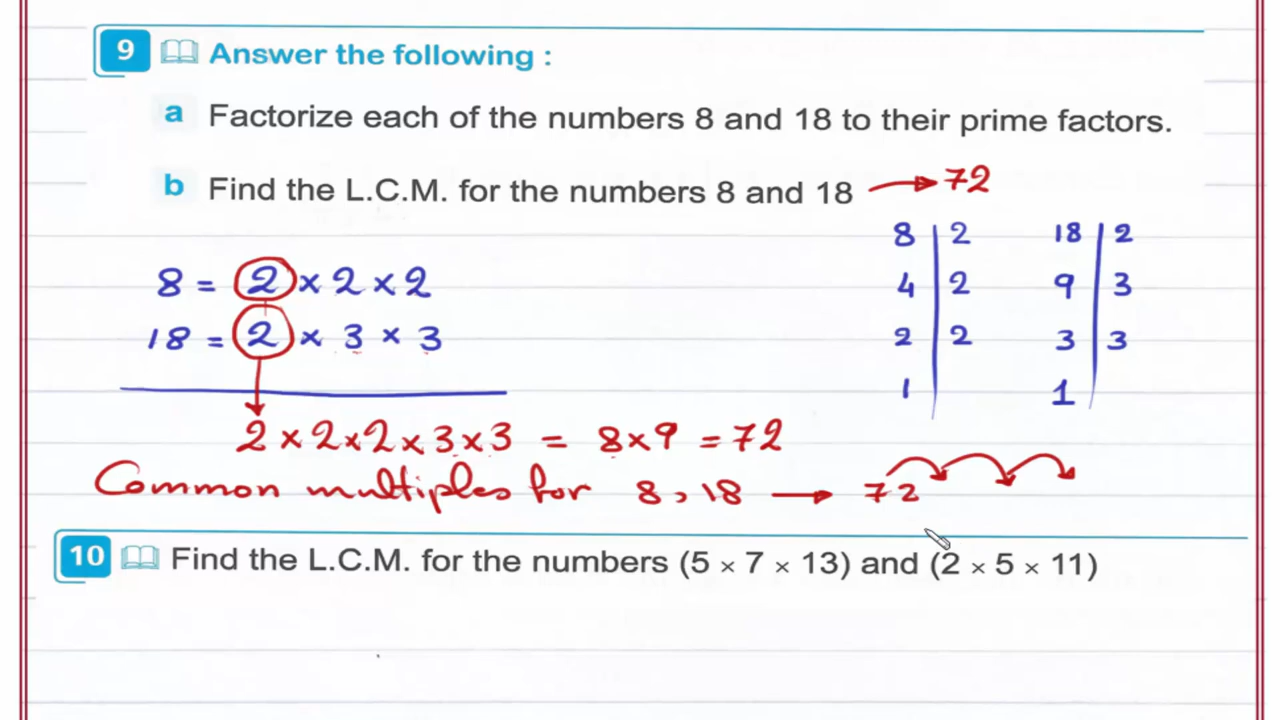 9 Answer the following :
a Factorize each of the numbers 8 and 18 to their prime factors.
b Find the L.C.M. for the numbers 8 and 18 → 72
8 = 2 × 2 × 2
18 = 2 × 3 × 3
8 | 2 18 | 2
4 | 2 9 | 3
2 | 2 3 | 3
1 | 1 |
2 × 2 × 2 × 3 × 3 = 8 × 9 = 72
Common multiples for 8 , 18 → 72
10 Find the L.C.M. for the numbers (5 × 7 × 13) and (2 × 5 × 11)